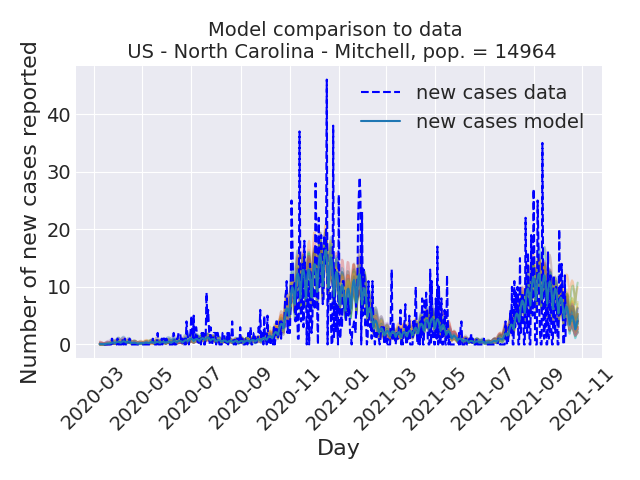 Model comparison to data
US - North Carolina - Mitchell, pop. = 14964
Number of new cases reported
40
30
20
10
0
new cases data
new cases model
2020-03
2020-05
2020-07
2020-09
2020-11
2021-01
2021-03
2021-05
2021-07
2021-09
2021-11
Day